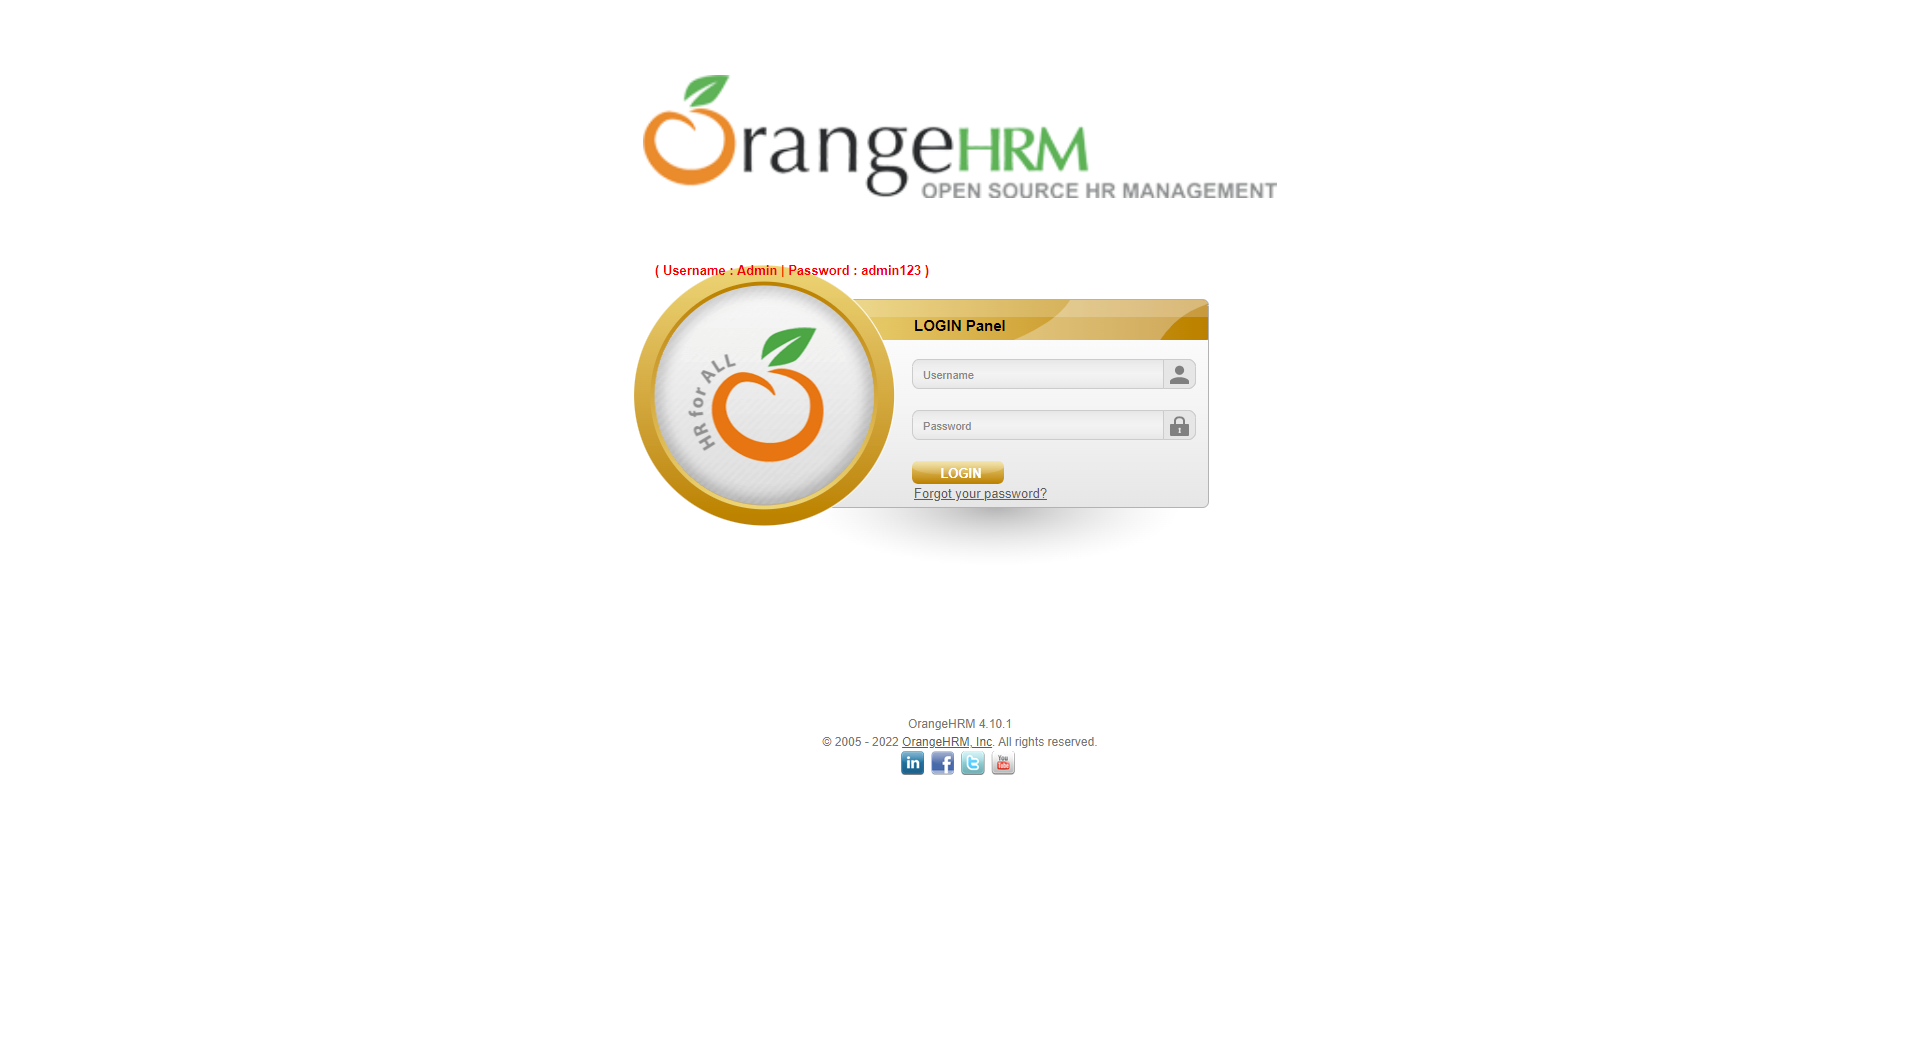 OrangeHRM
OPEN SOURCE HR MANAGEMENT
( Username : Admin | Password : admin123 )
HR for ALL
LOGIN Panel
Username
Password
LOGIN
Forgot your password?
OrangeHRM 4.10.1
© 2005 - 2022 OrangeHRM, Inc. All rights reserved.
in f t You Tube